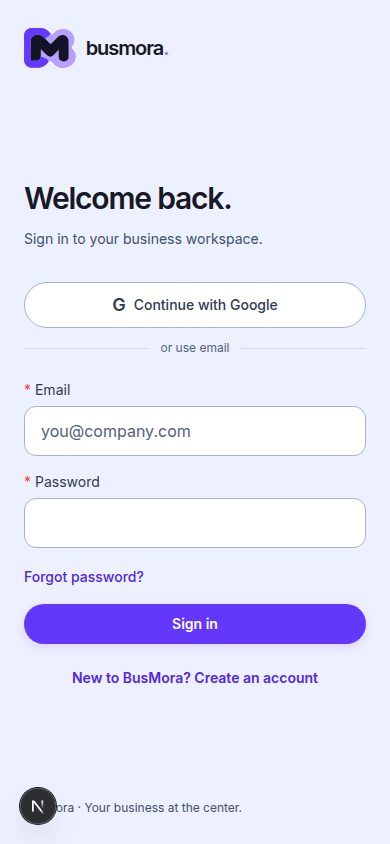 busmora.
Welcome back.
Sign in to your business workspace.
G Continue with Google
or use email
* Email
you@company.com
* Password
Forgot password?
Sign in
New to BusMora? Create an account
N
ora · Your business at the center.